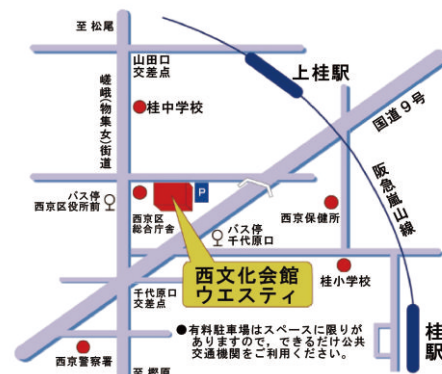 至 松尾
山田口
交差点
上桂駅
国道9号
嵯峨(物集女)街道
桂中学校
阪急嵐山線
バス停
西京区役所前
西京区
総合庁舎
P
バス停
千代原口
西京保健所
西文化会館
ウエスティ
桂小学校
千代原口
交差点
桂駅
●有料駐車場はスペースに限りが
ありますので，できるだけ公共
交通機関をご利用ください。
西京警察署
至 樫原